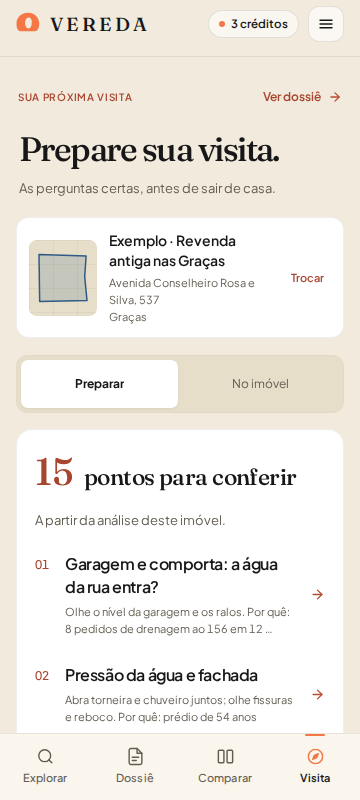 VEREDA
3 créditos
SUA PRÓXIMA VISITA
Ver dossiê
Prepare sua visita.
As perguntas certas, antes de sair de casa.
Exemplo · Revenda
antiga nas Graças
Avenida Conselheiro Rosa e
Silva, 537
Graças
Trocar
Preparar
No imóvel
15 pontos para conferir
A partir da análise deste imóvel.
01
Garagem e comporta: a água
da rua entra?
Olhe o nível da garagem e os ralos. Por quê:
8 pedidos de drenagem ao 156 em 12 ...
02
Pressão da água e fachada
Abra torneira e chuveiro juntos; olhe fissuras
e reboco. Por quê: prédio de 54 anos
Explorar
Dossiê
Comparar
Visita